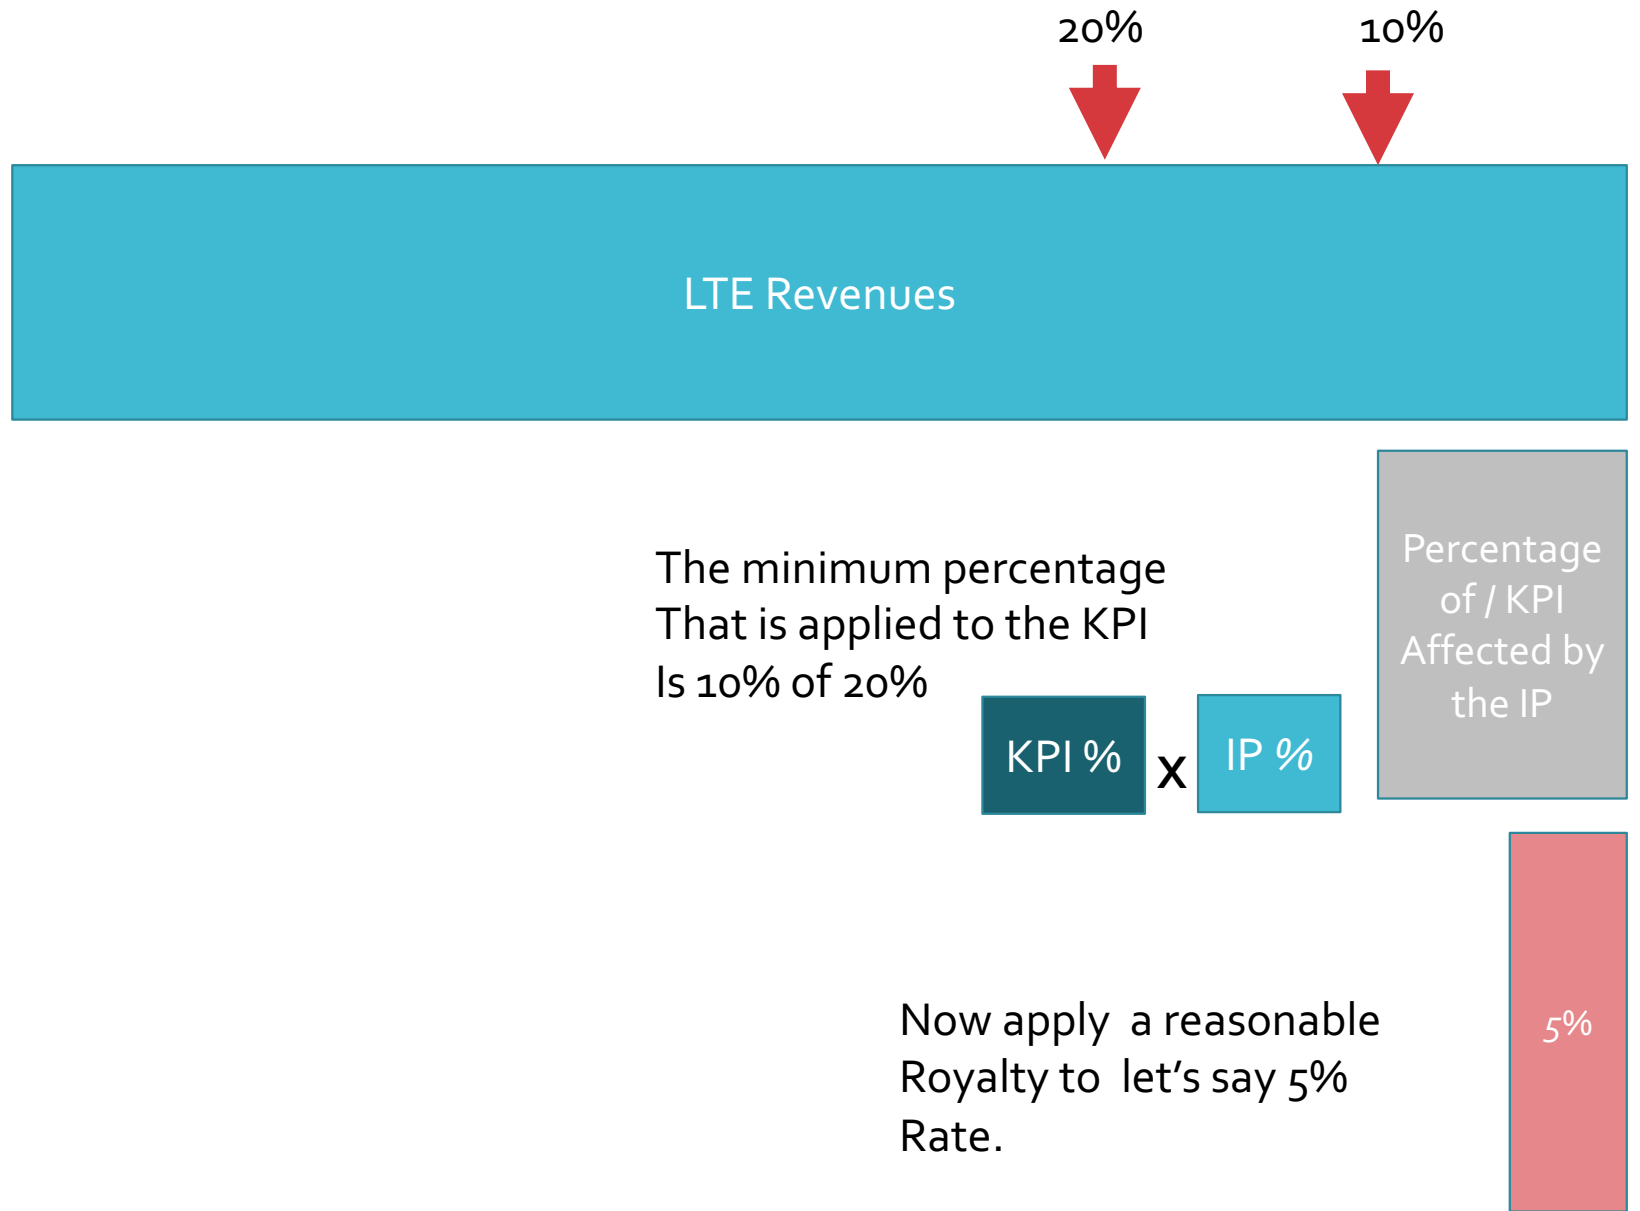 20%
10%
LTE Revenues
The minimum percentage
That is applied to the KPI
Is 10% of 20%
Percentage
of / KPI
Affected by
the IP
KPI %
x
IP %
Now apply  a reasonable
Royalty to  let’s say 5%
Rate.
5%